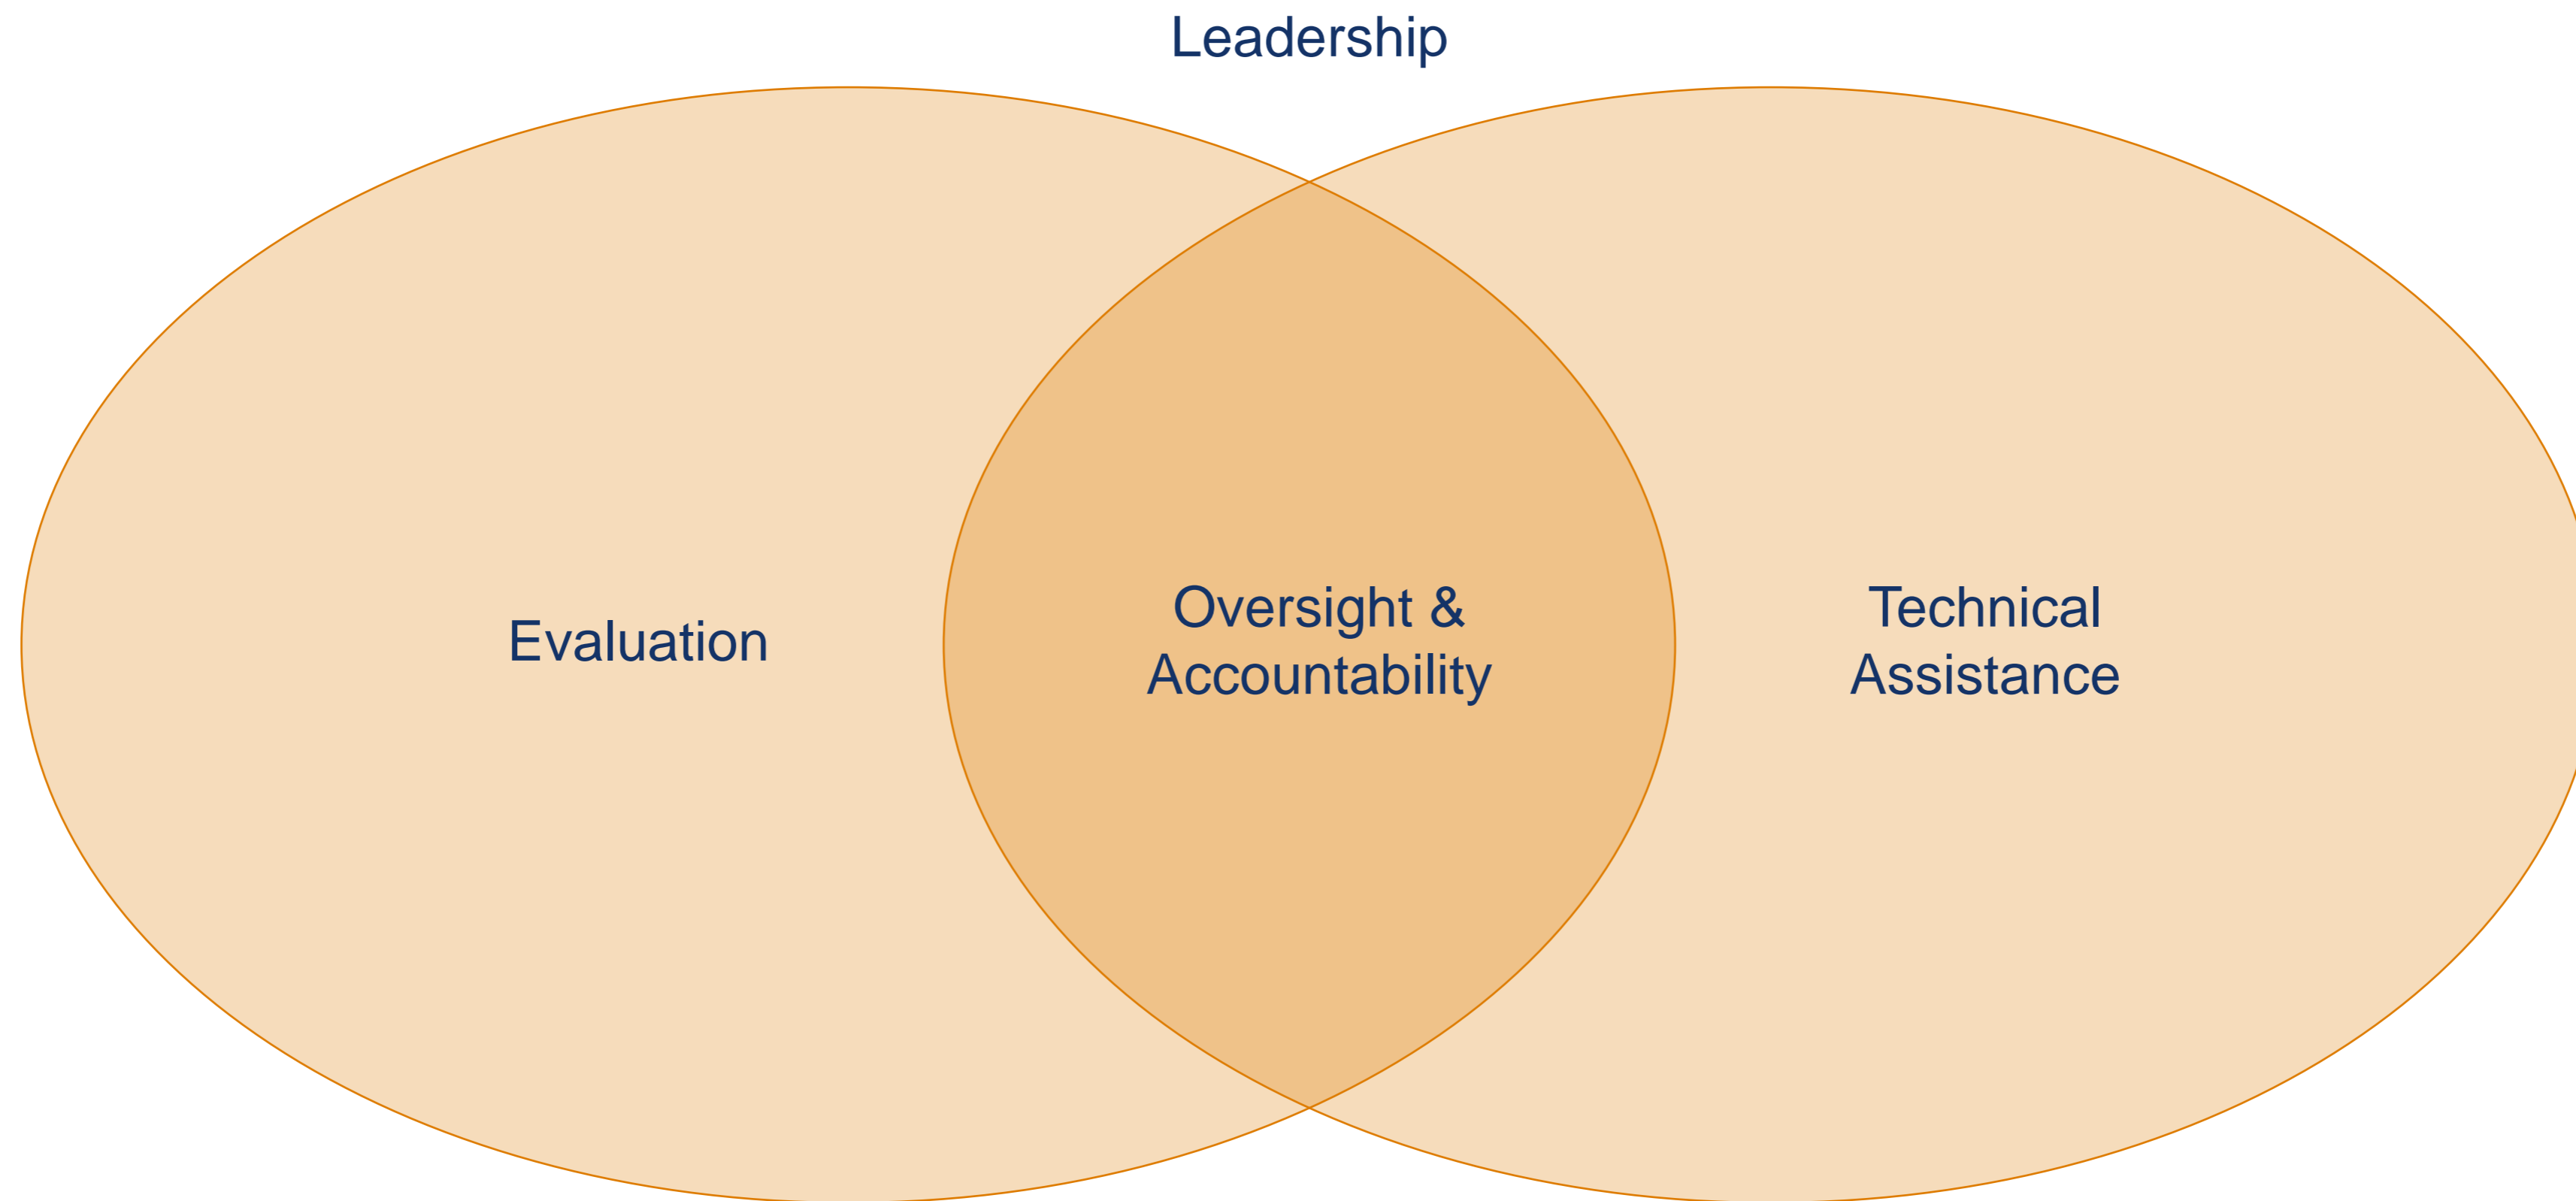 Leadership
Evaluation
Oversight &
Accountability
Technical
Assistance